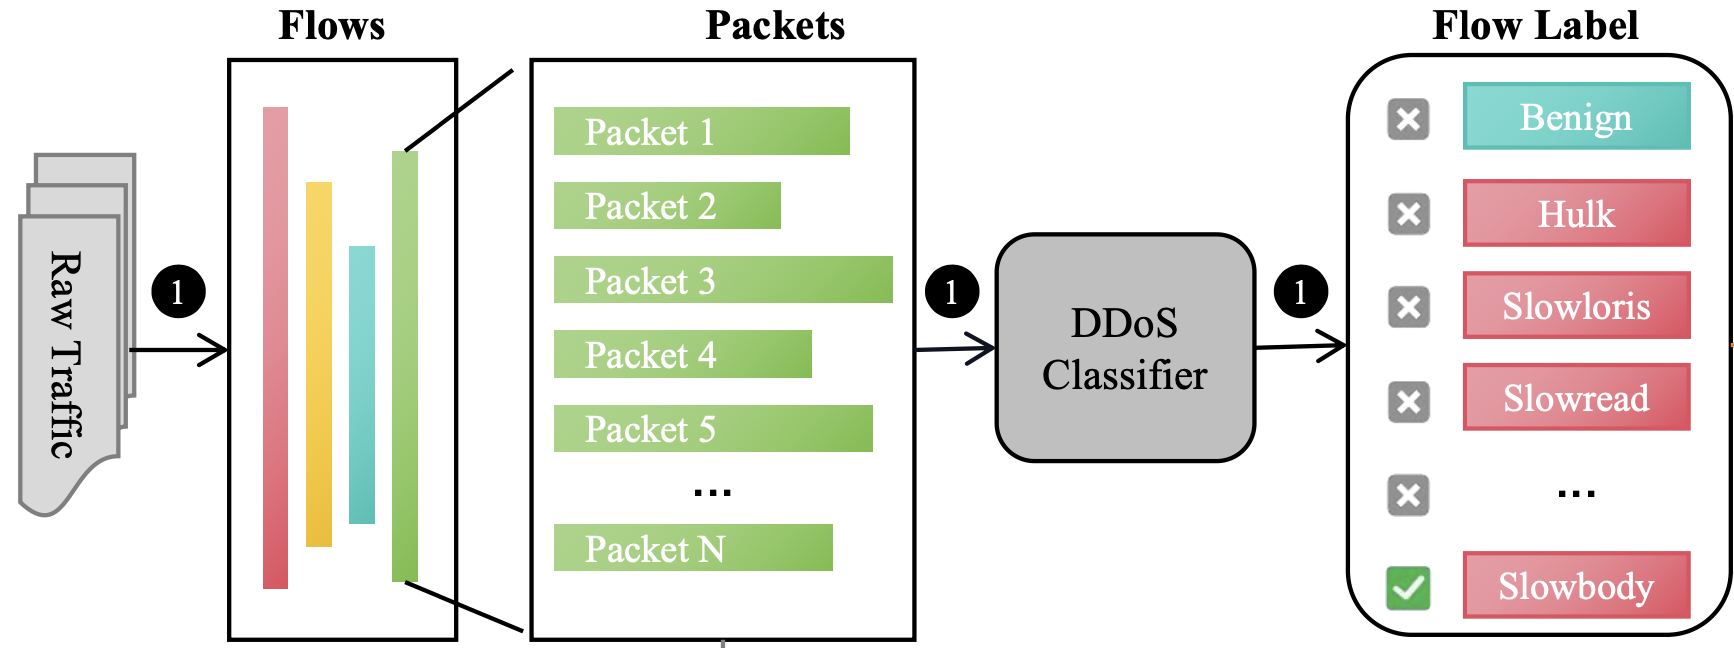 Flows
Packets
Flow Label
Raw Traffic
1
Packet 1
Packet 2
Packet 3
Packet 4
Packet 5
...
Packet N
1
DDoS
Classifier
1
Benign
Hulk
Slowloris
Slowread
...
Slowbody